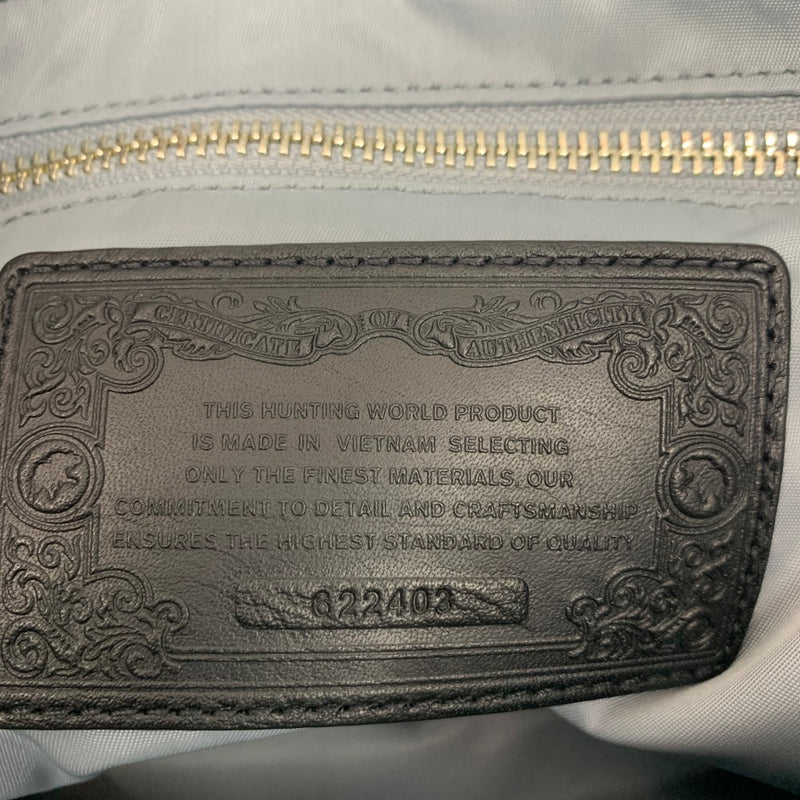 CERTIFICATE OF AUTHENTICITY
THIS HUNTING WORLD PRODUCT
IS MADE IN VIETNAM SELECTING
ONLY THE FINEST MATERIALS, OUR
COMMITMENT TO DETAIL AND CRAFTSMANSHIP
ENSURES THE HIGHEST STANDARD OF QUALITY
622403